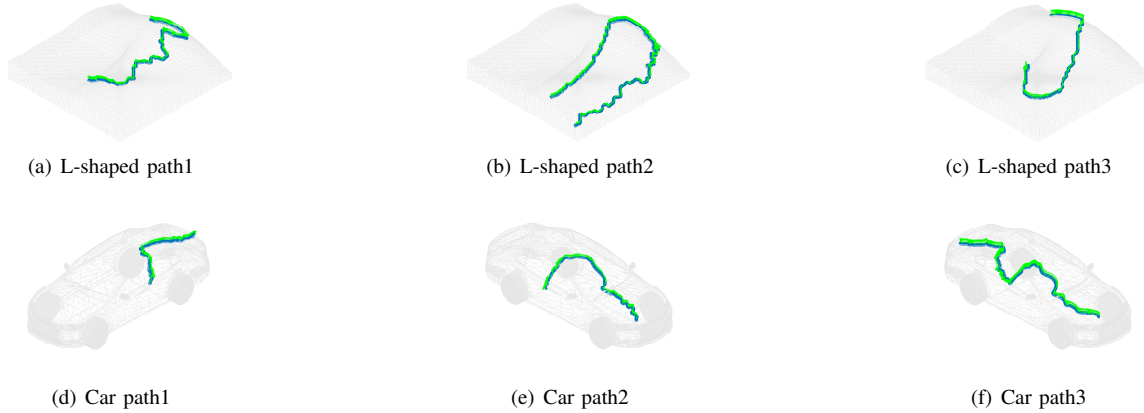 (a) L-shaped path1
(b) L-shaped path2
(c) L-shaped path3
(d) Car path1
(e) Car path2
(f) Car path3